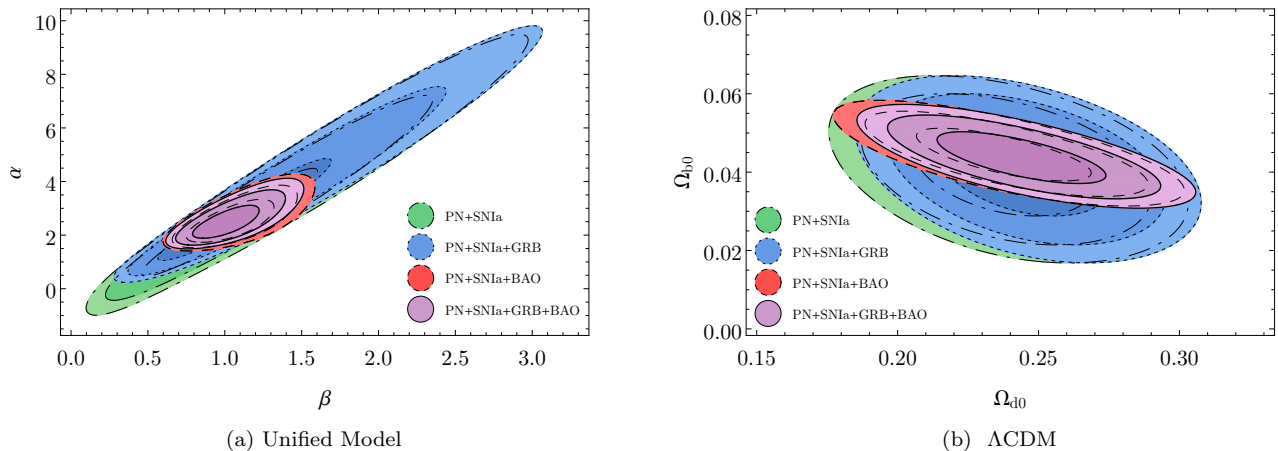 10
8
6
4
2
0
α
0.0 0.5 1.0 1.5 2.0 2.5 3.0
β
PN+SNIa
PN+SNIa+GRB
PN+SNIa+BAO
PN+SNIa+GRB+BAO
(a) Unified Model
0.08
0.06
0.04
0.02
0.00
Ωb0
0.15 0.20 0.25 0.30
Ωd0
PN+SNIa
PN+SNIa+GRB
PN+SNIa+BAO
PN+SNIa+GRB+BAO
(b) ΛCDM